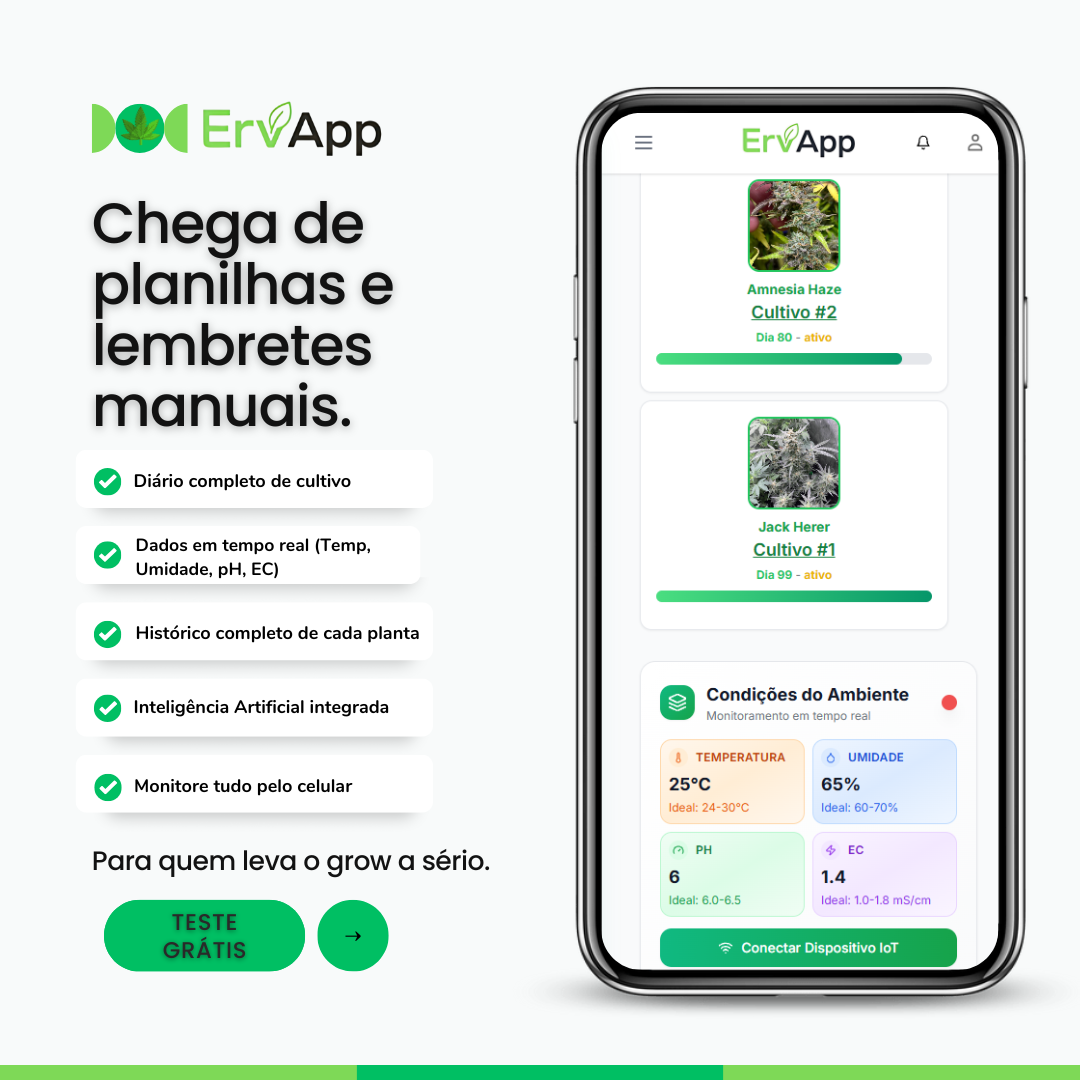 ErvApp
Chega de
planilhas e
lembretes
manuais.
Diário completo de cultivo
Dados em tempo real (Temp,
Umidade, pH, EC)
Histórico completo de cada planta
Inteligência Artificial integrada
Monitore tudo pelo celular
Para quem leva o grow a sério.
TESTE
GRÁTIS
→
ErvApp
Amnesia Haze
Cultivo #2
Dia 80 - ativo
Jack Herer
Cultivo #1
Dia 99 - ativo
Condições do Ambiente
Monitoramento em tempo real
TEMPERATURA
25°C
Ideal: 24-30°C
UMIDADE
65%
Ideal: 60-70%
PH
6
Ideal: 6.0-6.5
EC
1.4
Ideal: 1.0-1.8 mS/cm
Conectar Dispositivo IoT